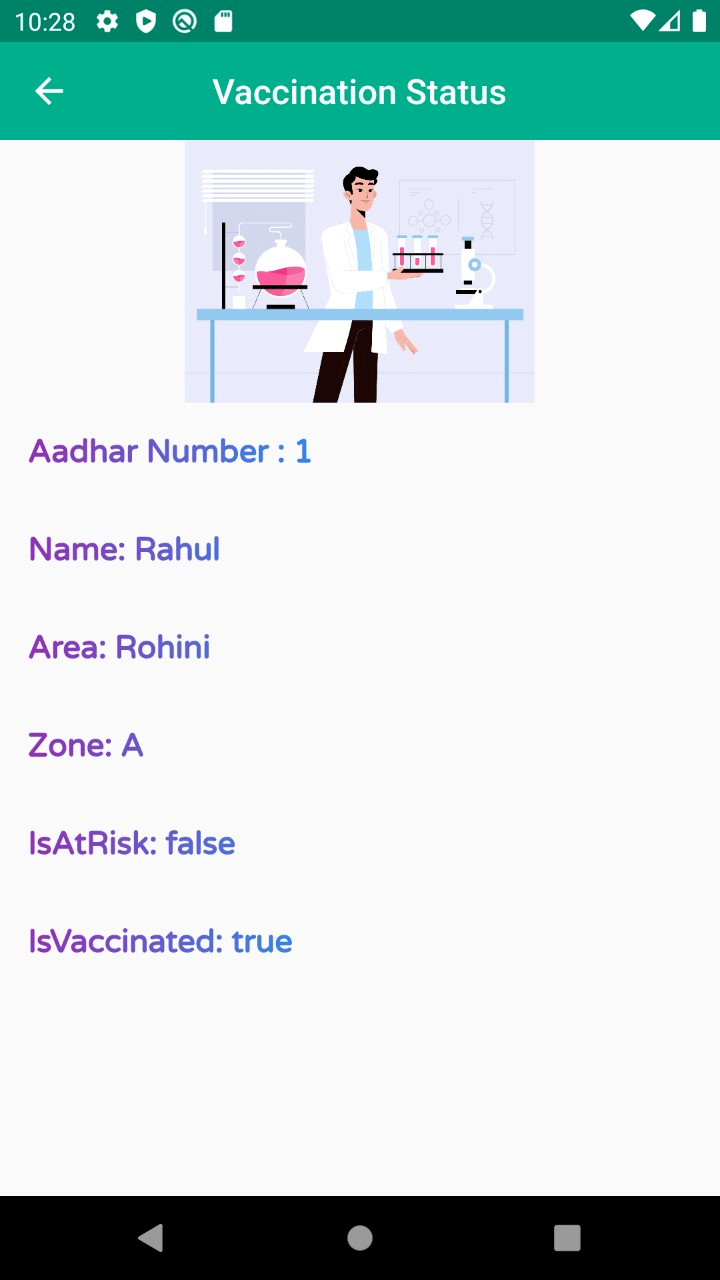 10:28
Vaccination Status
Aadhar Number : 1
Name: Rahul
Area: Rohini
Zone: A
IsAtRisk: false
IsVaccinated: true